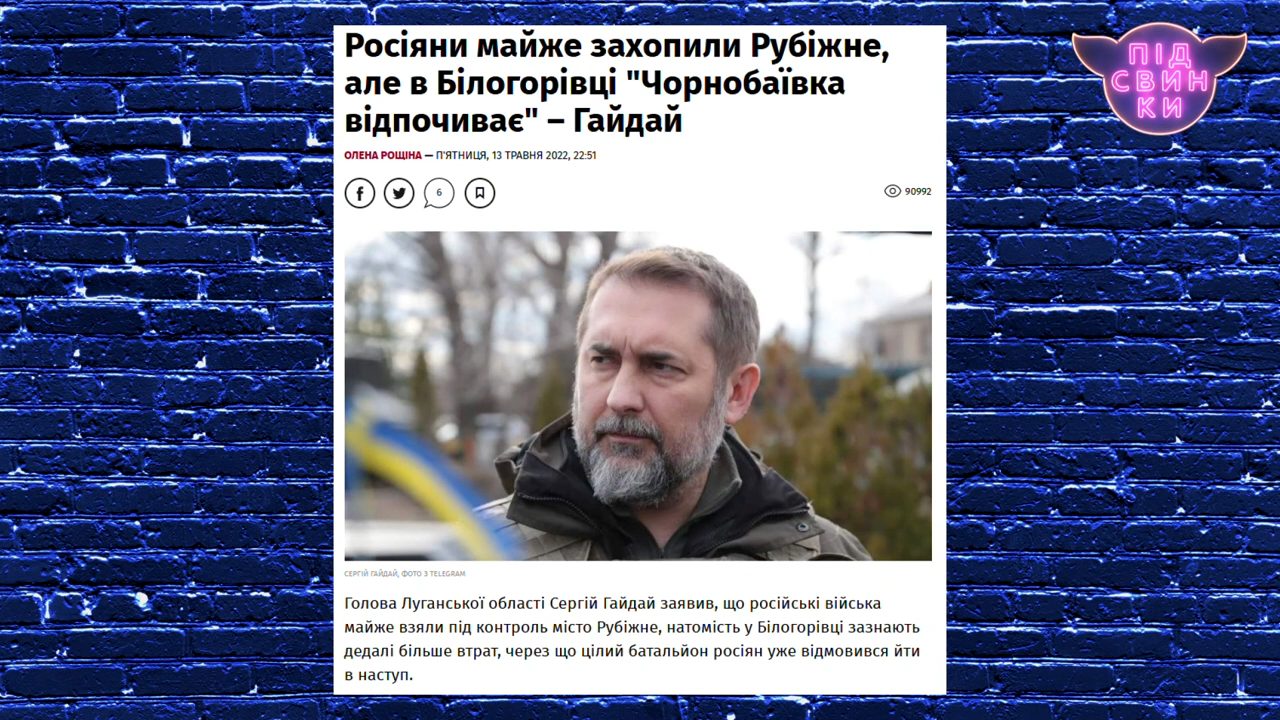 Росіяни майже захопили Рубіжне,
але в Білогорівці "Чорнобаївка
відпочиває" – Гайдай
ОЛЕНА РОЩІНА — П'ЯТНИЦЯ, 13 ТРАВНЯ 2022, 22:51
6
90992
СЕРГІЙ ГАЙДАЙ, ФОТО З TELEGRAM
Голова Луганської області Сергій Гайдай заявив, що російські війська
майже взяли під контроль місто Рубіжне, натомість у Білогорівці зазнають
дедалі більше втрат, через що цілий батальйон росіян уже відмовився йти
в наступ.
ПІД
СВИН
КИ